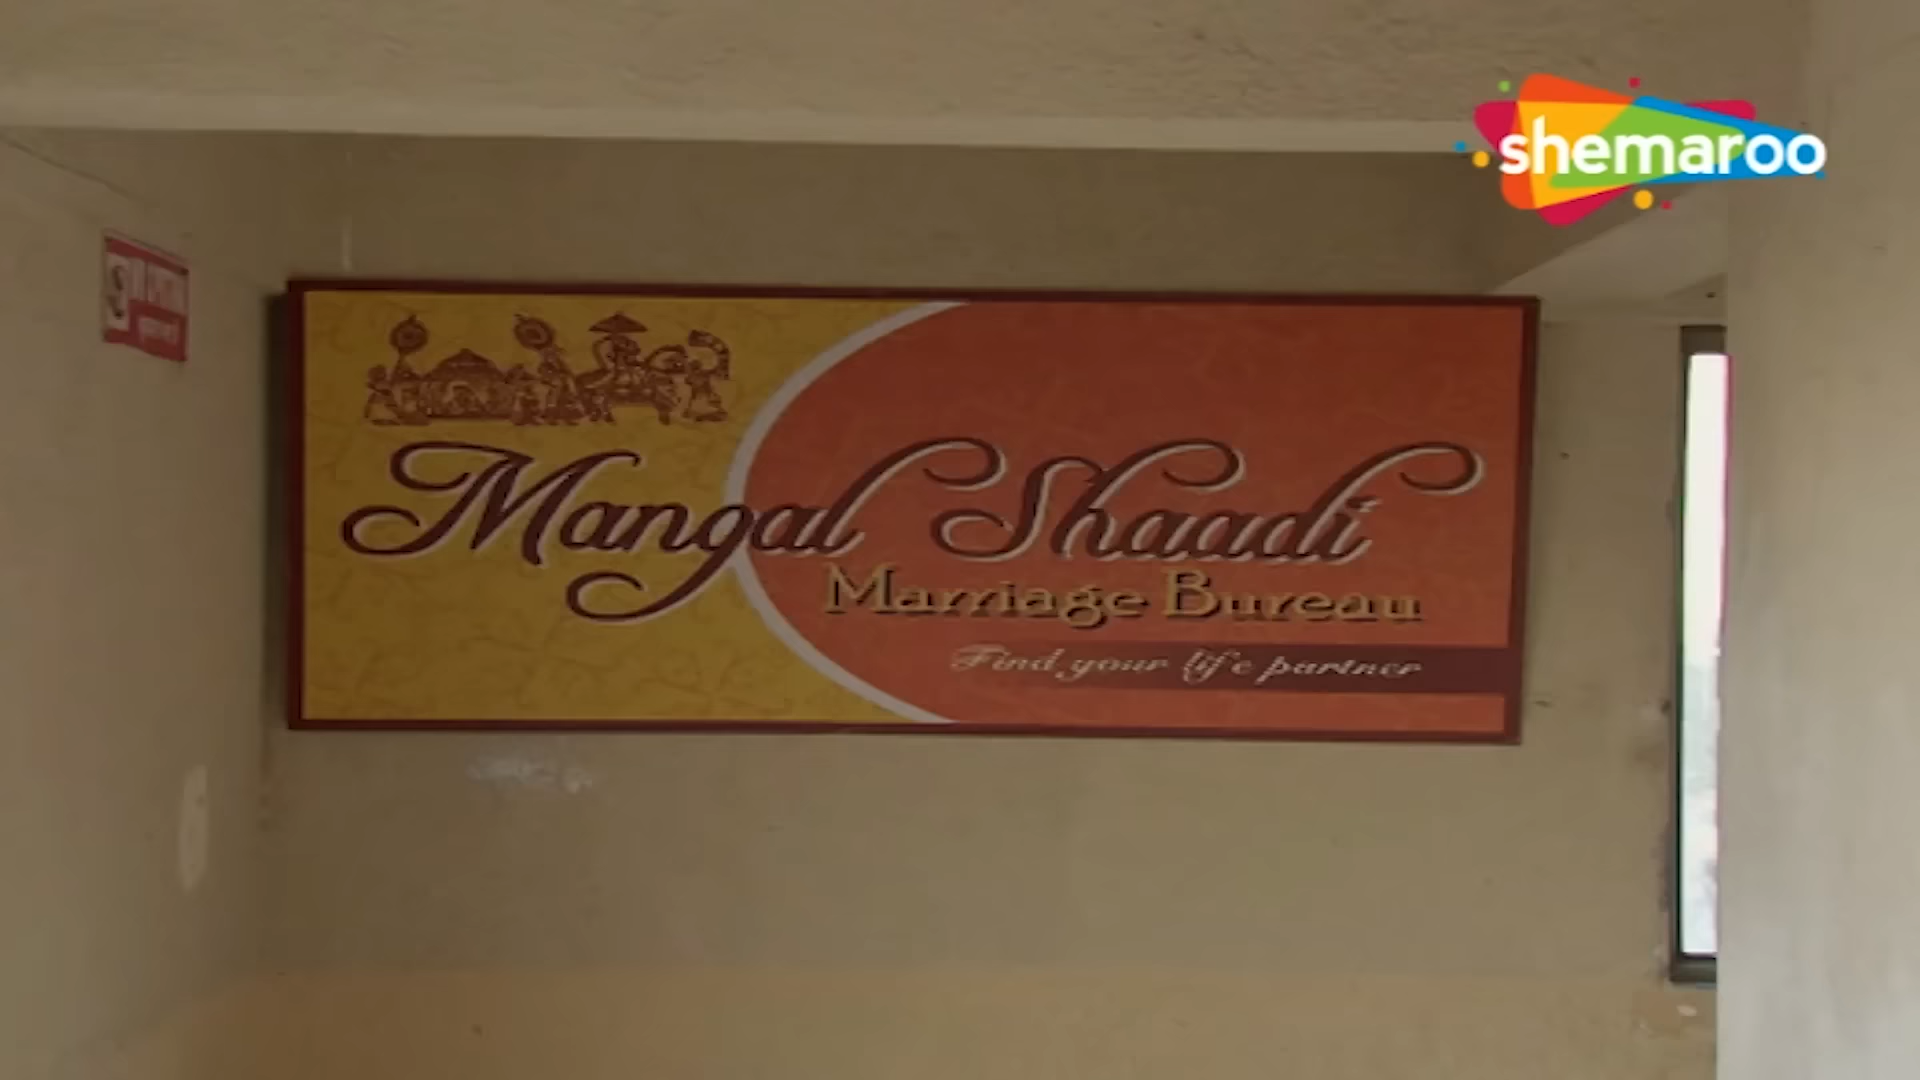 shemaroo
Mangal Shaadi
Marriage Bureau
Find your life partner